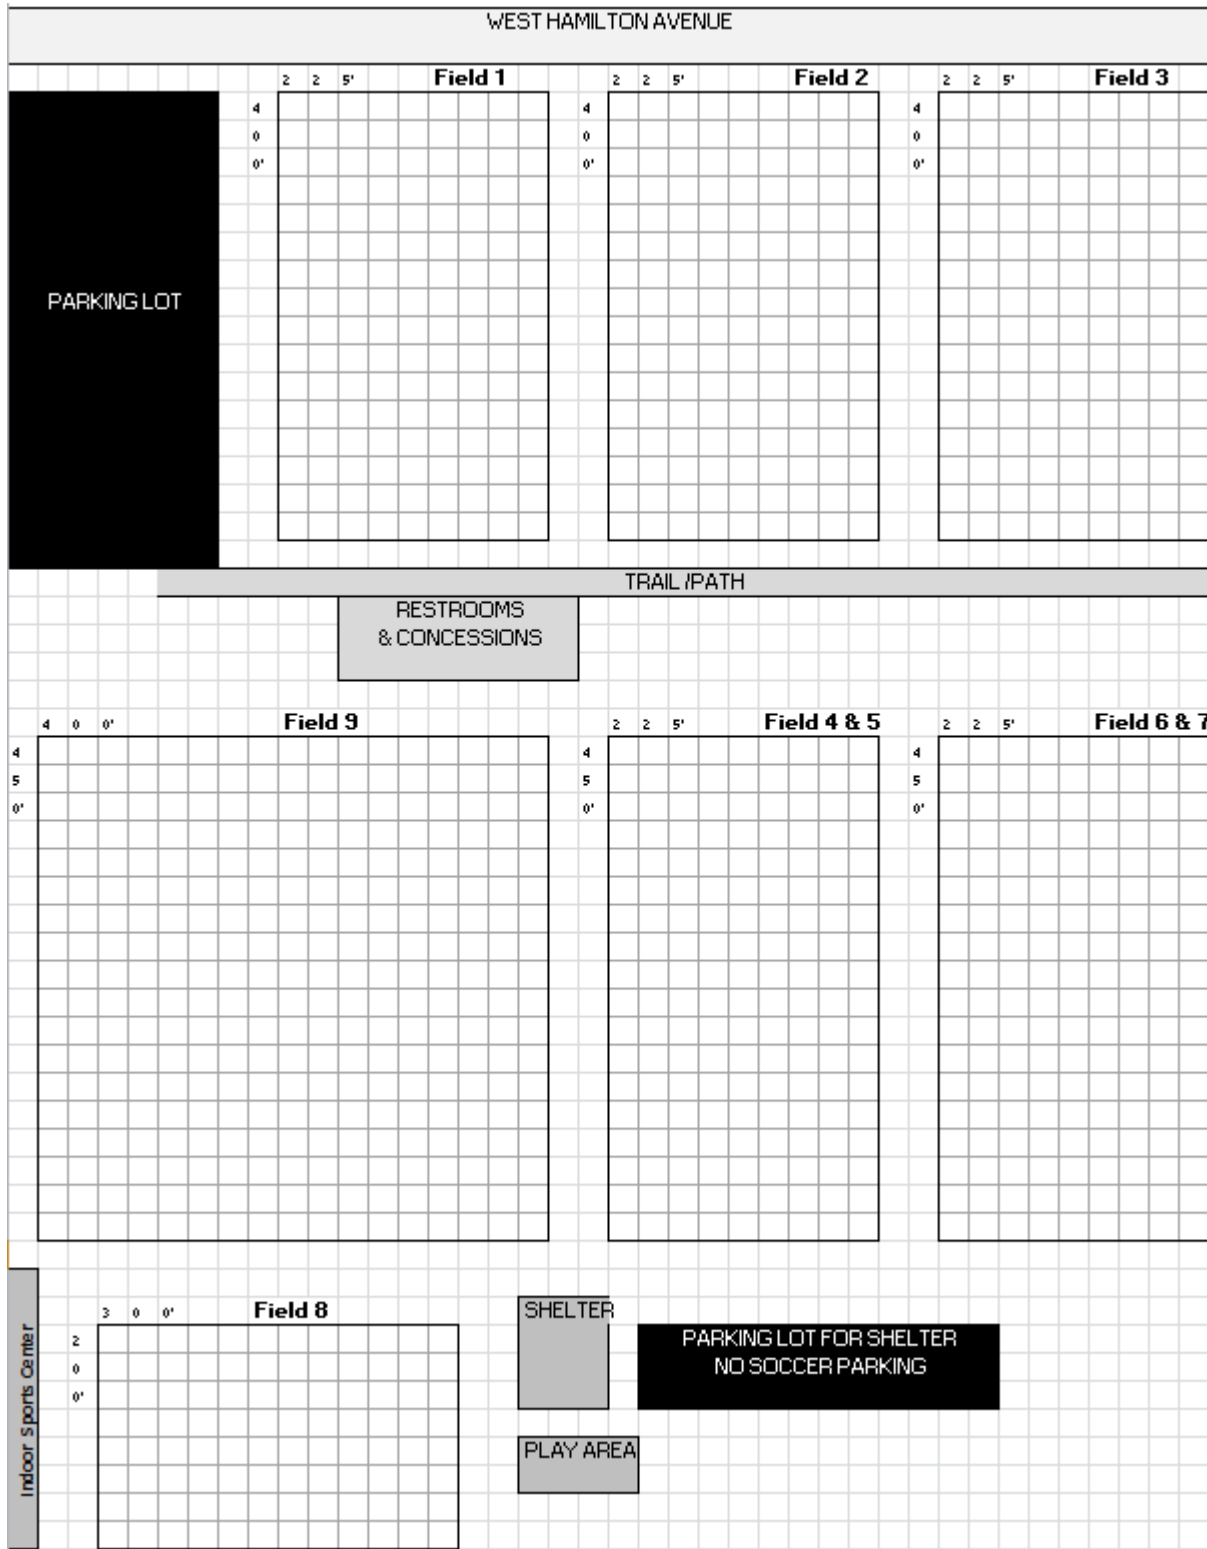 WEST HAMILTON AVENUE
2 2 5' Field 1 2 2 5' Field 2 2 2 5' Field 3
4 4 4
0 0 0
0' 0' 0'
PARKING LOT
TRAIL /PATH
RESTROOMS
& CONCESSIONS
4 0 0' Field 9 2 2 5' Field 4 & 5 2 2 5' Field 6 & 7
4 4 4
5 5 5
0' 0' 0'
Indoor Sports Center
3 0 0' Field 8
2
0
0'
SHELTER
PARKING LOT FOR SHELTER
NO SOCCER PARKING
PLAY AREA